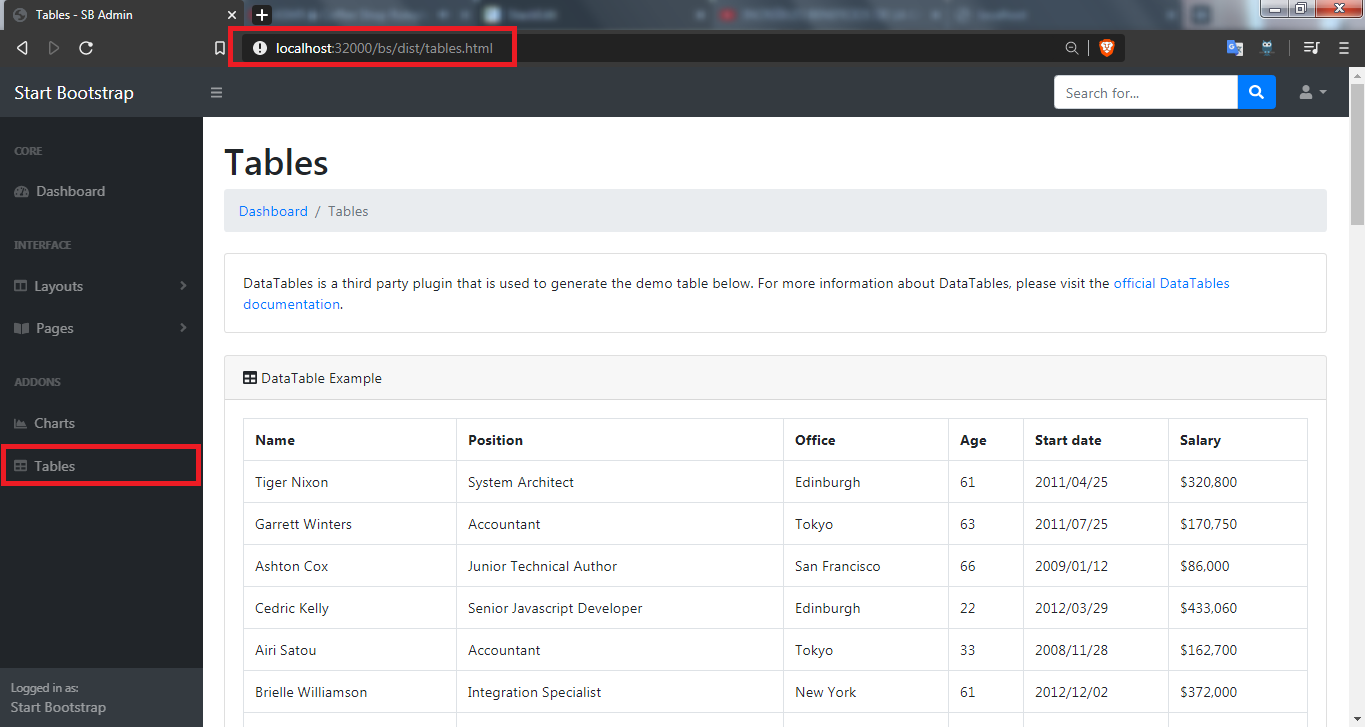 Tables - SB Admin
localhost:32000/bs/dist/tables.html
Start Bootstrap
Search for...
CORE
Dashboard
INTERFACE
Layouts
Pages
ADDONS
Charts
Tables
Logged in as:
Start Bootstrap
Tables
Dashboard / Tables
DataTables is a third party plugin that is used to generate the demo table below. For more information about DataTables, please visit the official DataTables
documentation.
DataTable Example
Name Position Office Age Start date Salary
Tiger Nixon System Architect Edinburgh 61 2011/04/25 $320,800
Garrett Winters Accountant Tokyo 63 2011/07/25 $170,750
Ashton Cox Junior Technical Author San Francisco 66 2009/01/12 $86,000
Cedric Kelly Senior Javascript Developer Edinburgh 22 2012/03/29 $433,060
Airi Satou Accountant Tokyo 33 2008/11/28 $162,700
Brielle Williamson Integration Specialist New York 61 2012/12/02 $372,000